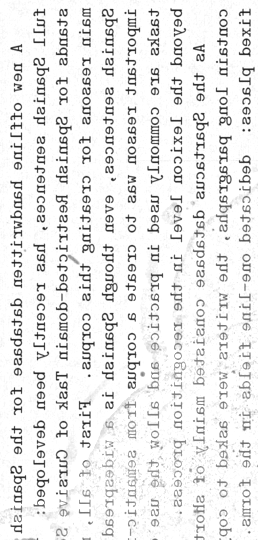 A new offline handwritten database for the Spanish
full Spanish sentences, has recently been developed:
stands for Spanish Restricted-domain Task of Cursive
main reasons for creating this corpus. First of all,
Spanish sentences, even though Spanish is a widespread
important reason was to create a corpus from semantic-
tasks are commonly used in practice and allow the use
beyond the lexicon level in the recognition process.
As the Spartacus database consisted mainly of short
contain long paragraphs, the writers were asked to cop
fixed places: dedicated one-line fields in the forms.